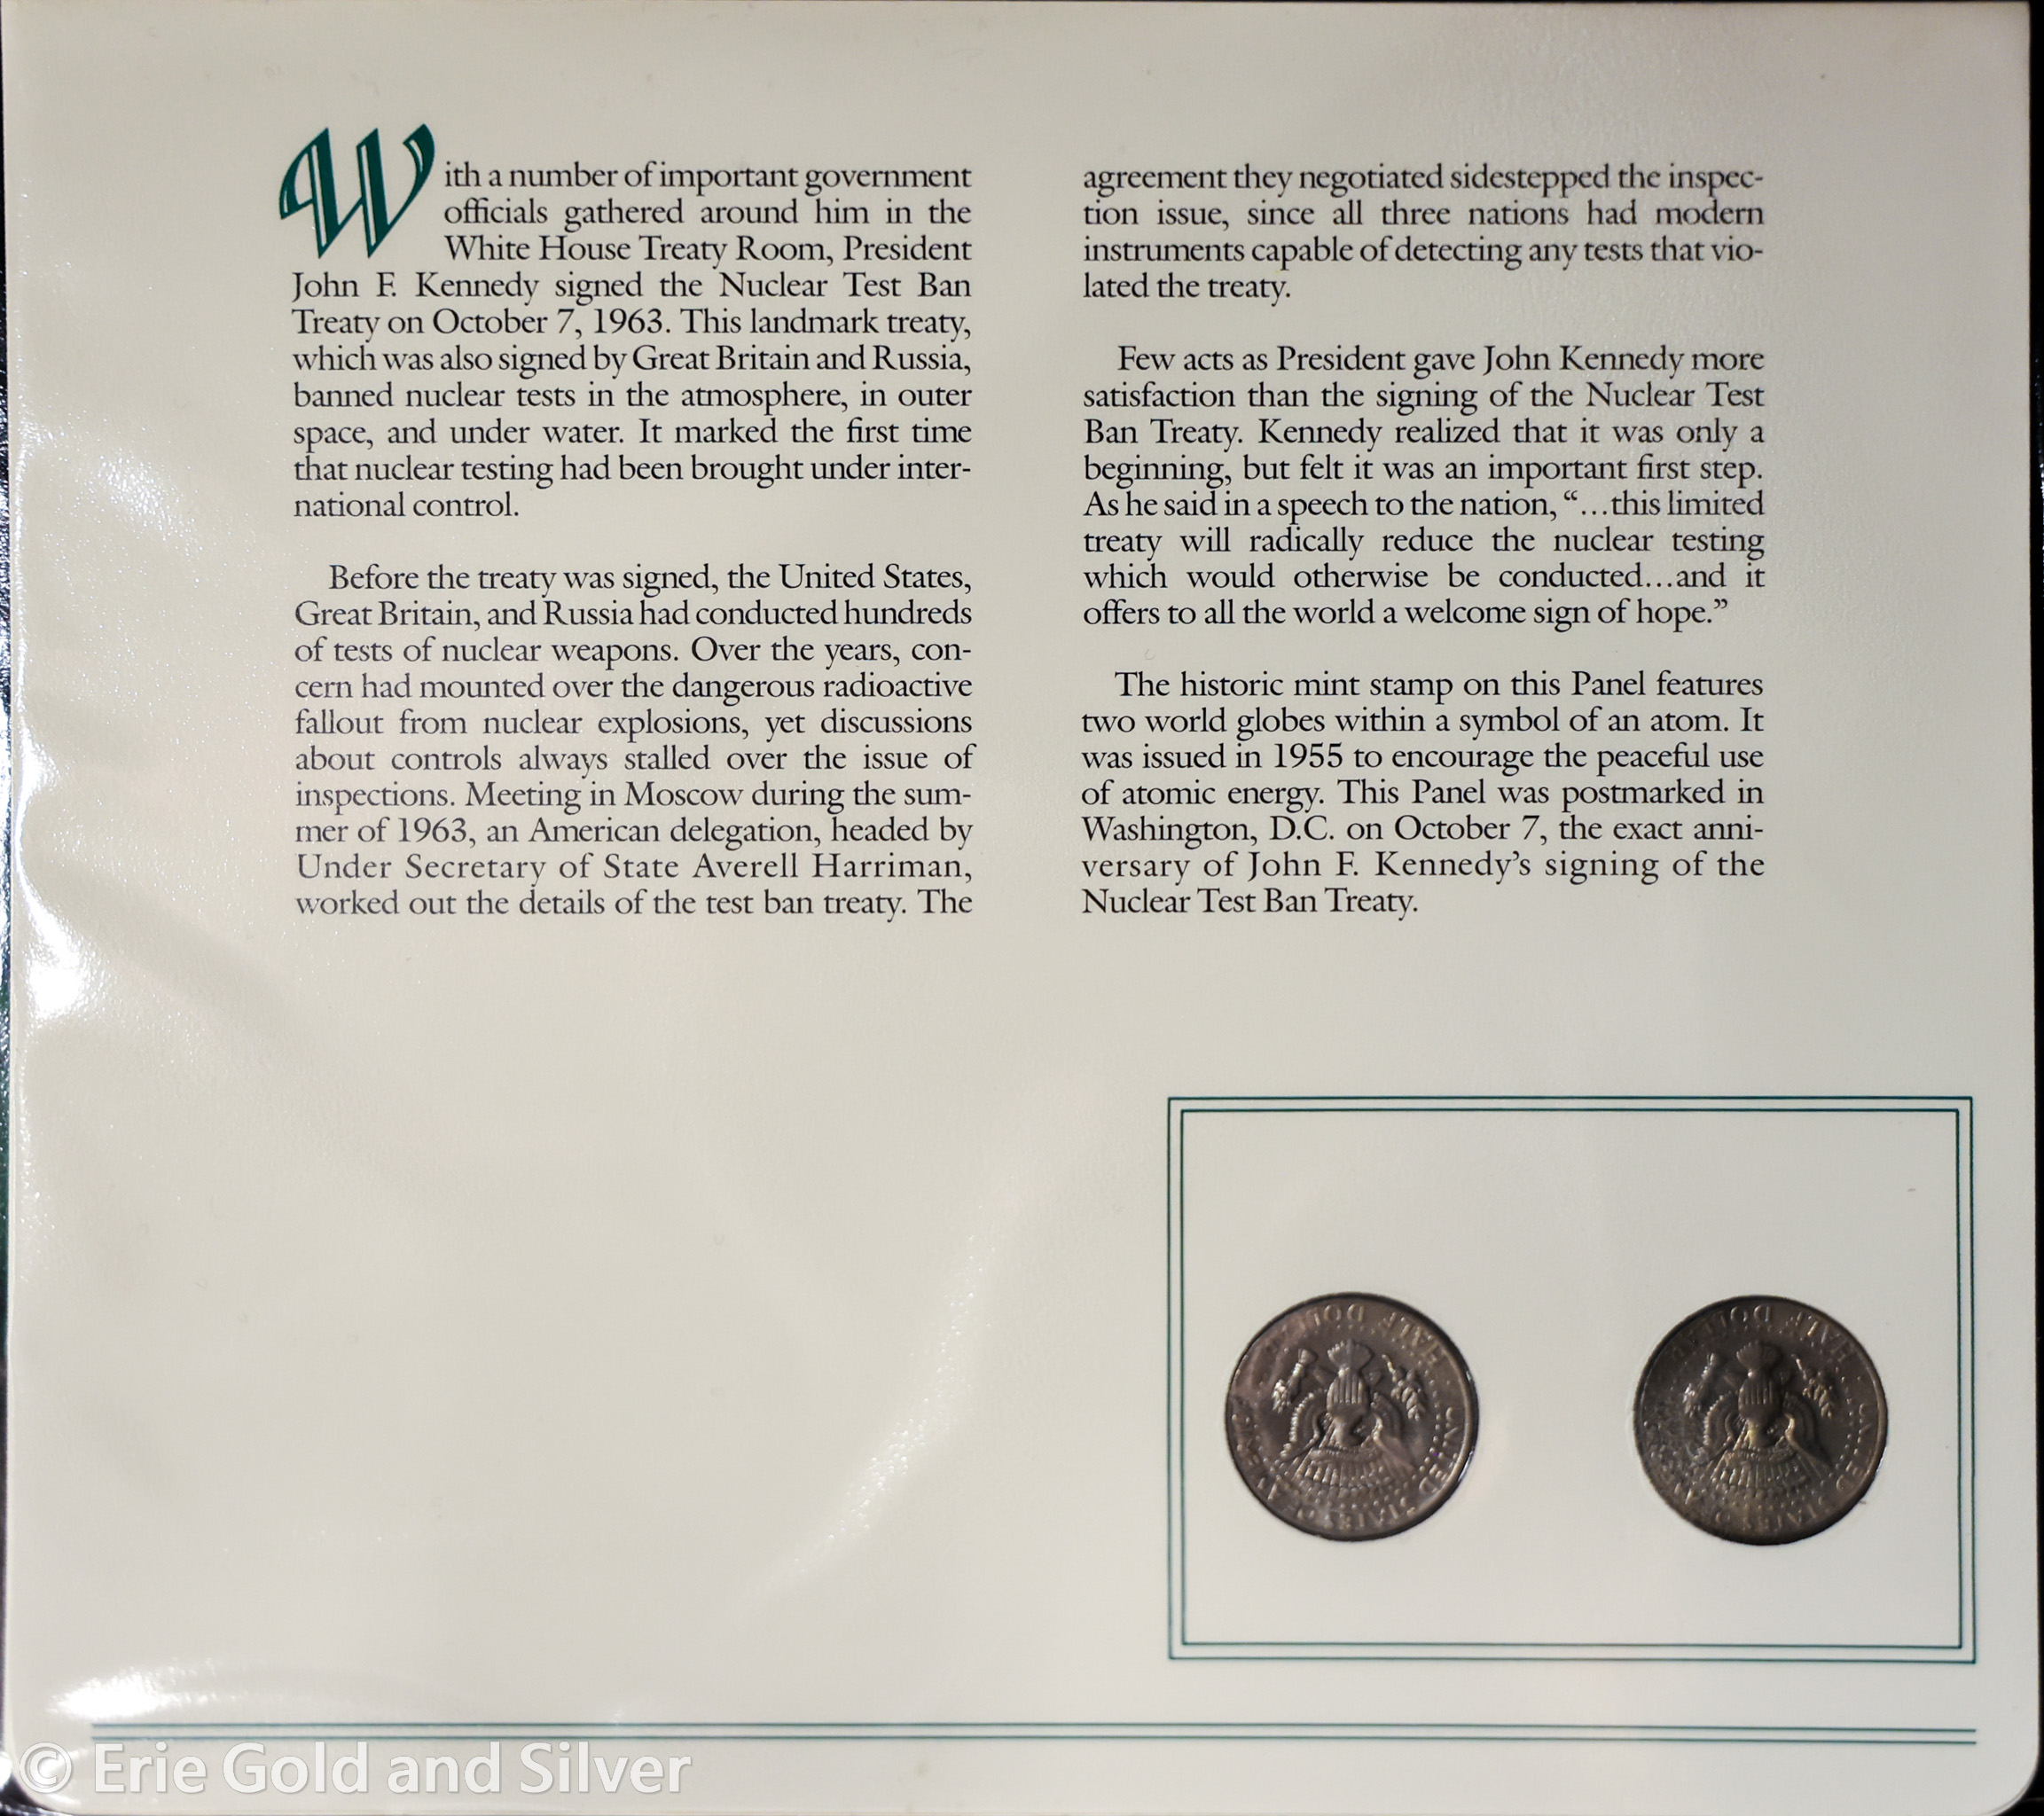 With a number of important government
officials gathered around him in the
White House Treaty Room, President
John F. Kennedy signed the Nuclear Test Ban
Treaty on October 7, 1963. This landmark treaty,
which was also signed by Great Britain and Russia,
banned nuclear tests in the atmosphere, in outer
space, and under water. It marked the first time
that nuclear testing had been brought under inter-
national control.
Before the treaty was signed, the United States,
Great Britain, and Russia had conducted hundreds
of tests of nuclear weapons. Over the years, con-
cern had mounted over the dangerous radioactive
fallout from nuclear explosions, yet discussions
about controls always stalled over the issue of
inspections. Meeting in Moscow during the sum-
mer of 1963, an American delegation, headed by
Under Secretary of State Averell Harriman,
worked out the details of the test ban treaty. The
agreement they negotiated sidestepped the inspec-
tion issue, since all three nations had modern
instruments capable of detecting any tests that vio-
lated the treaty.
Few acts as President gave John Kennedy more
satisfaction than the signing of the Nuclear Test
Ban Treaty. Kennedy realized that it was only a
beginning, but felt it was an important first step.
As he said in a speech to the nation, “...this limited
treaty will radically reduce the nuclear testing
which would otherwise be conducted...and it
offers to all the world a welcome sign of hope.”
The historic mint stamp on this Panel features
two world globes within a symbol of an atom. It
was issued in 1955 to encourage the peaceful use
of atomic energy. This Panel was postmarked in
Washington, D.C. on October 7, the exact anni-
versary of John F. Kennedy’s signing of the
Nuclear Test Ban Treaty.
UNITED STATES OF
HALF
UNITED STATES
HALF DOLLAR
© Erie Gold and Silver